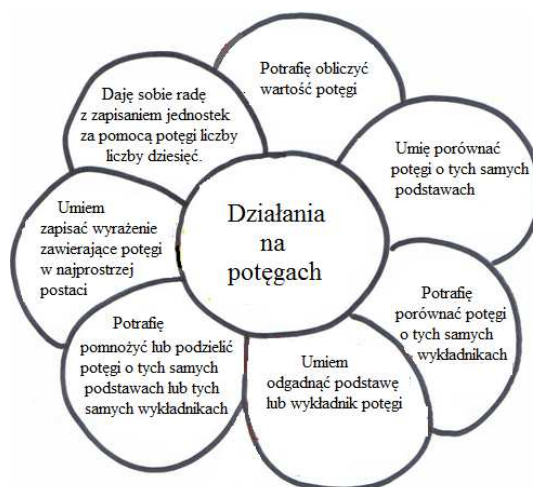 Potrafię obliczyć
wartość potęgi
Daję sobie radę
z zapisaniem jednostek
za pomocą potęgi liczby
liczby dziesięć.
Umię porównać
potęgi o tych samych
podstawach
Działania
na
potęgach
Umiem
zapisać wyrażenie
zawierające potęgi
w najprostrzej
postaci
Potrafię
porównać potęgi
o tych samych
wykładnikach
Potrafię
pomnożyć lub podzielić
potęgi o tych samych
podstawach lub tych
samych wykładnikach
Umiem
odgadnąć podstawę
lub wykładnik potęgi